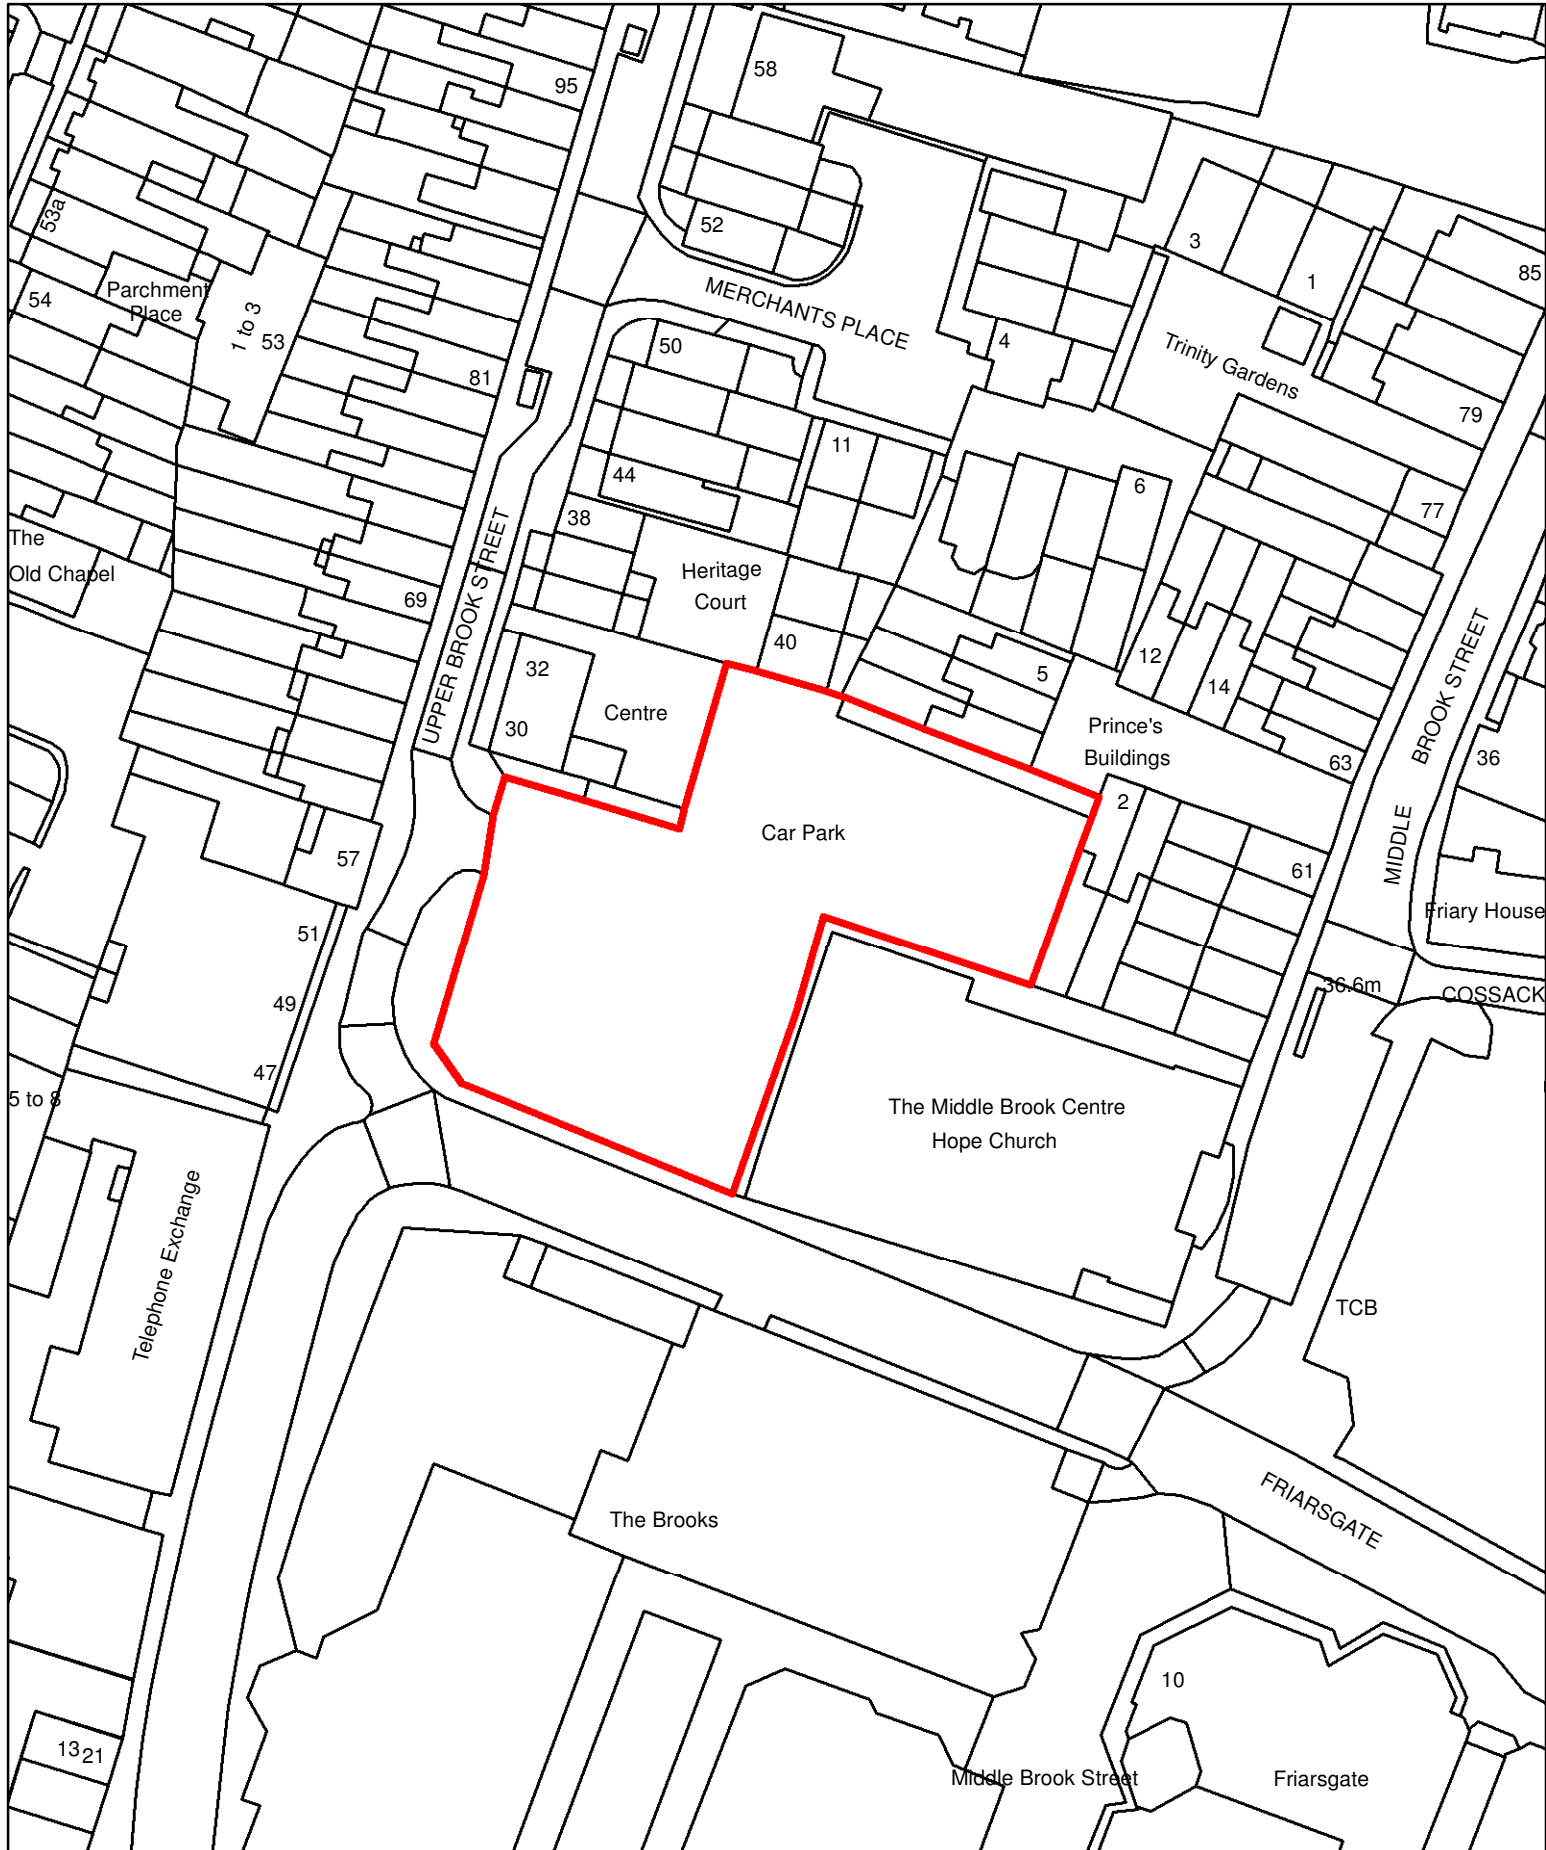 58
95
52
53a
3
1
85
Parchment
Place
54
1 to 3
53
MERCHANTS PLACE
50
4
Trinity Gardens
81
79
11
44
6
77
38
The
Old Chapel
Heritage
Court
69
UPPER BROOK STREET
40
32
5
12
14
BROOK STREET
Centre
30
Prince's
Buildings
63
36
2
Car Park
MIDDLE
57
61
Friary House
51
36.6m
COSSACK
49
47
5 to 8
The Middle Brook Centre
Hope Church
Telephone Exchange
TCB
The Brooks
FRIARSGATE
10
13
21
Middle Brook Street
Friarsgate